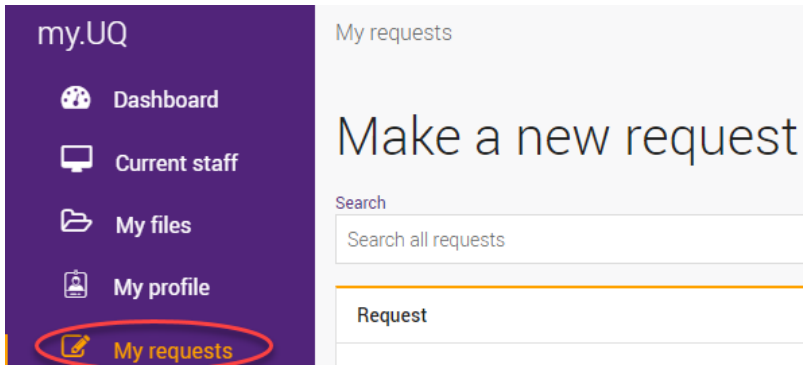 my.UQ
Dashboard
Current staff
My files
My profile
My requests
My requests
Make a new request
Search
Search all requests
Request